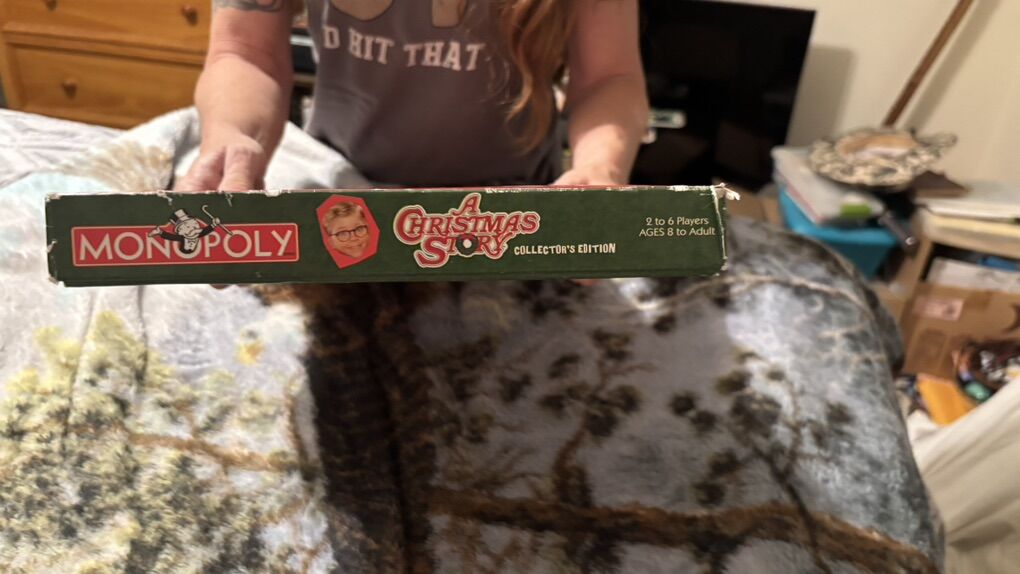 D HIT THAT
MONOPOLY
A
CHRISTMAS
STORY
COLLECTOR'S EDITION
2 to 6 Players
AGES 8 to Adult